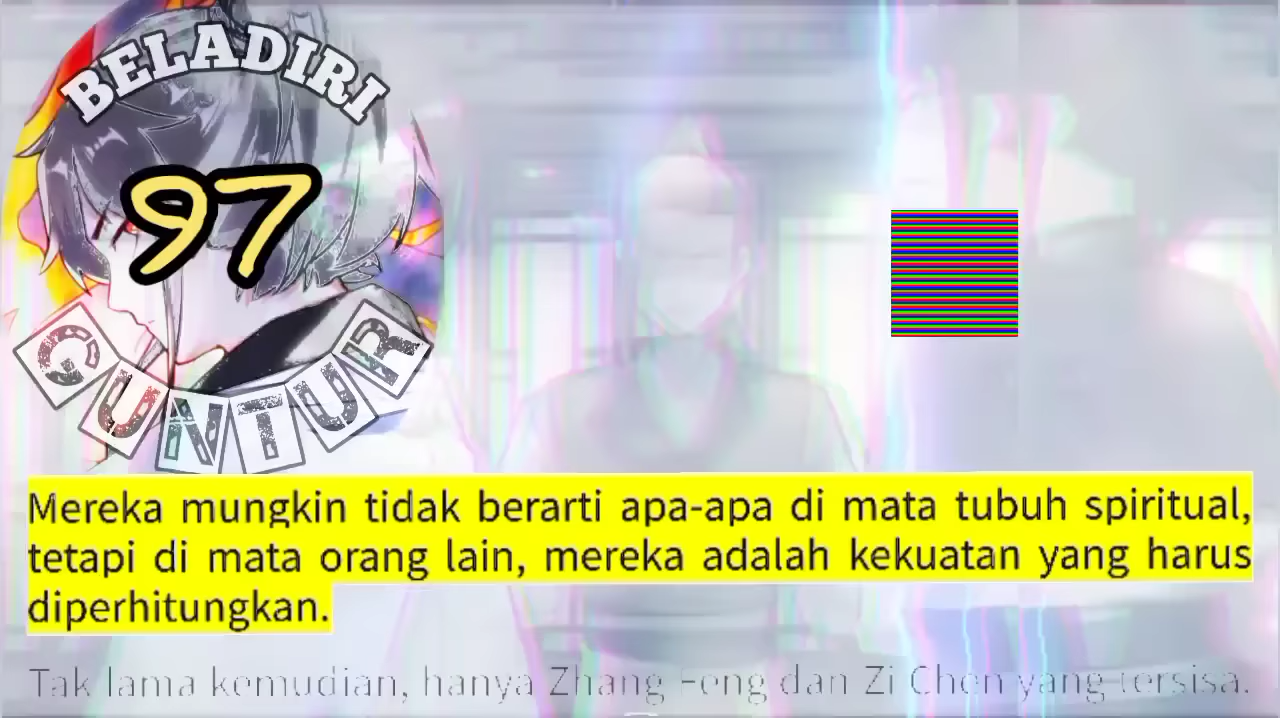 BELADIRI
97
GUNTUR
Mereka mungkin tidak berarti apa-apa di mata tubuh spiritual,
tetapi di mata orang lain, mereka adalah kekuatan yang harus
diperhitungkan.
Tak lama kemudian, hanya Zhang Feng dan Zi Chen yang tersisa.